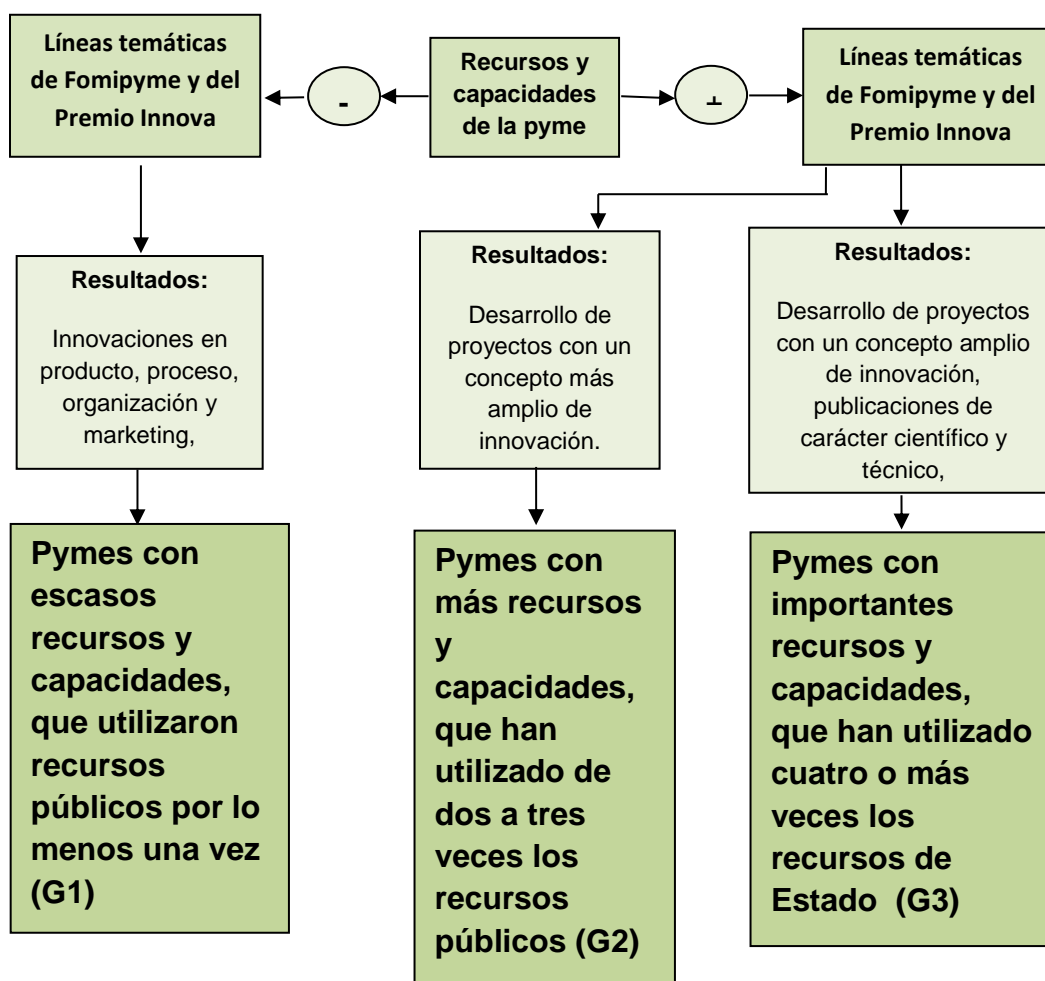 Líneas temáticas
de Fomipyme y del
Premio Innova
-
Recursos y
capacidades
de la pyme
+
Líneas temáticas
de Fomipyme y del
Premio Innova
Resultados:
Innovaciones en
producto, proceso,
organización y
marketing,
Resultados:
Desarrollo de
proyectos con un
concepto más
amplio de
innovación.
Resultados:
Desarrollo de proyectos
con un concepto amplio
de innovación,
publicaciones de
carácter científico y
técnico,
Pymes con
escasos
recursos y
capacidades,
que utilizaron
recursos
públicos por lo
menos una vez
(G1)
Pymes con
más recursos
y
capacidades,
que han
utilizado de
dos a tres
veces los
recursos
públicos (G2)
Pymes con
importantes
recursos y
capacidades,
que han utilizado
cuatro o más
veces los
recursos de
Estado (G3)